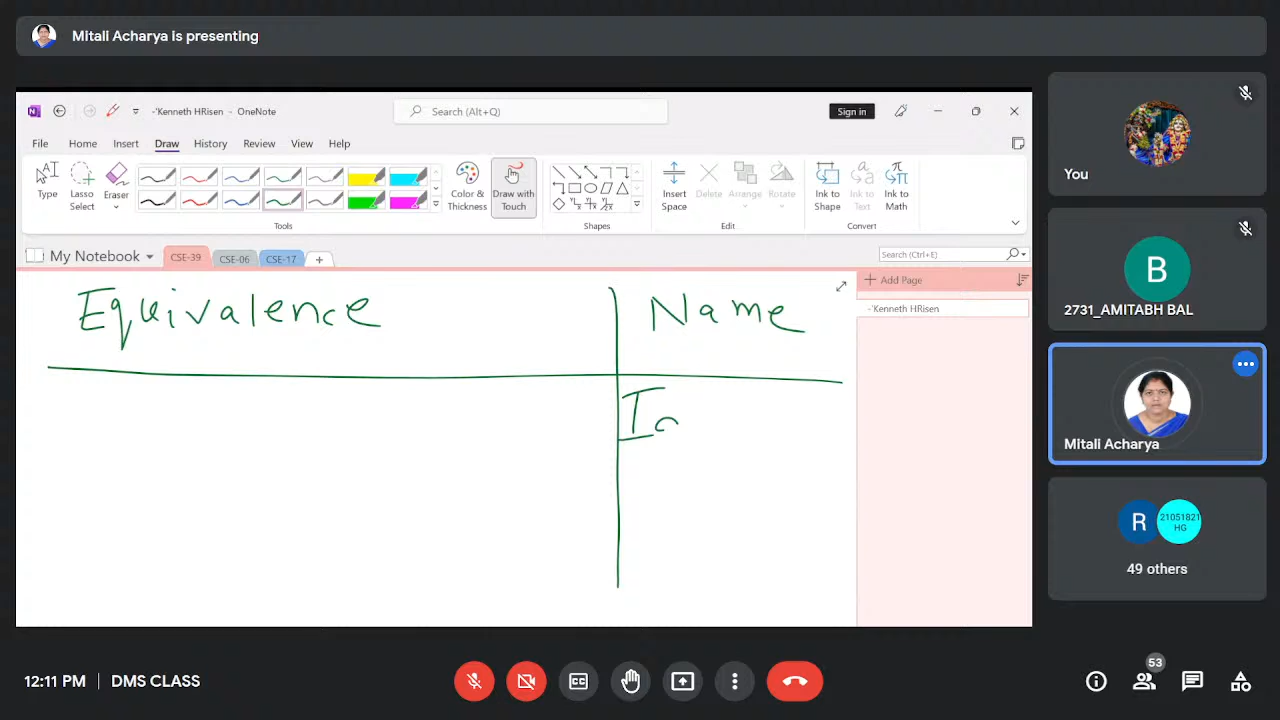 Mitali Acharya is presenting
-'Kenneth HRisen - OneNote
Search (Alt+Q)
Sign in
File Home Insert Draw History Review View Help
Type
Lasso Select
Eraser
Color & Thickness
Draw with Touch
Insert Space
Delete
Arrange
Rotate
Ink to Shape
Ink to Text
Ink to Math
Tools Shapes Edit Convert
My Notebook CSE-39 CSE-06 CSE-17
Search (Ctrl+E)
Add Page
-'Kenneth HRisen
Equivalence Name
You
B
2731_AMITABH BAL
Mitali Acharya
R
21051821 HG
49 others
12:11 PM | DMS CLASS
53